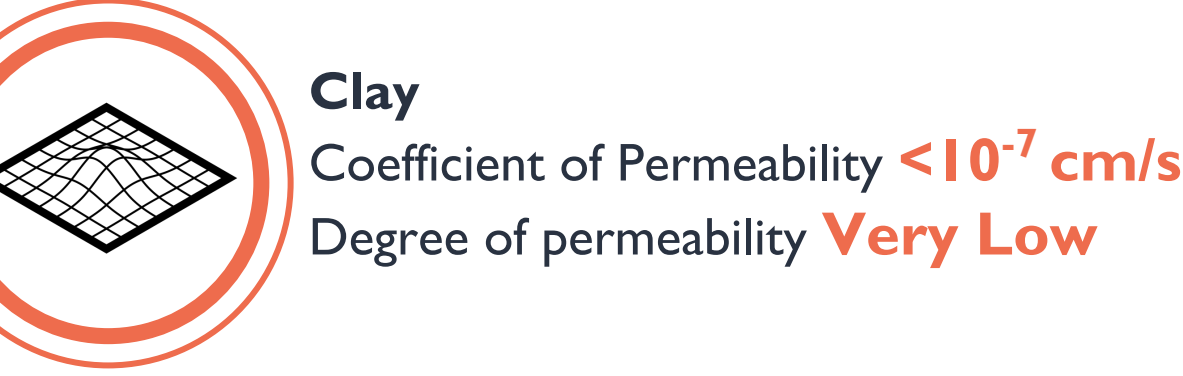 Clay
Coefficient of Permeability <10⁻⁷ cm/s
Degree of permeability Very Low